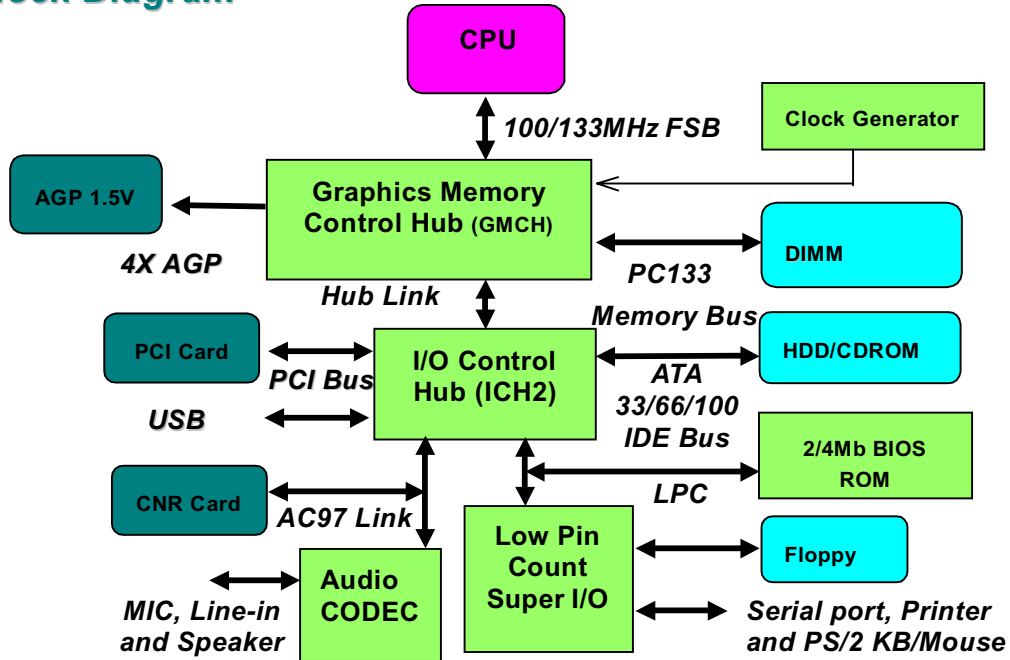 Diagram
CPU
100/133MHz FSB
Clock Generator
AGP 1.5V
Graphics Memory
Control Hub (GMCH)
4X AGP
PC133
DIMM
Hub Link
Memory Bus
PCI Card
PCI Bus
I/O Control
Hub (ICH2)
HDD/CDROM
ATA
33/66/100
IDE Bus
USB
2/4Mb BIOS
ROM
LPC
CNR Card
AC97 Link
Low Pin
Count
Super I/O
Floppy
Audio
CODEC
MIC, Line-in
and Speaker
Serial port, Printer
and PS/2 KB/Mouse